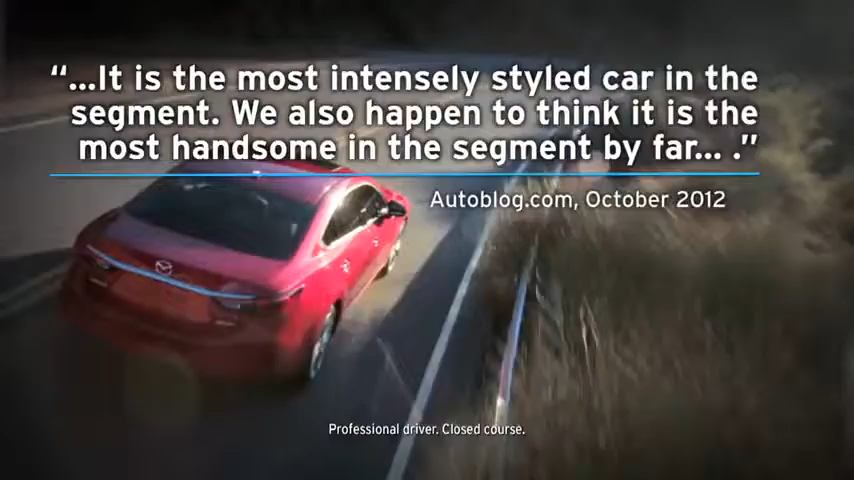 “...It is the most intensely styled car in the
segment. We also happen to think it is the
most handsome in the segment by far... .”
Autoblog.com, October 2012
Professional driver. Closed course.